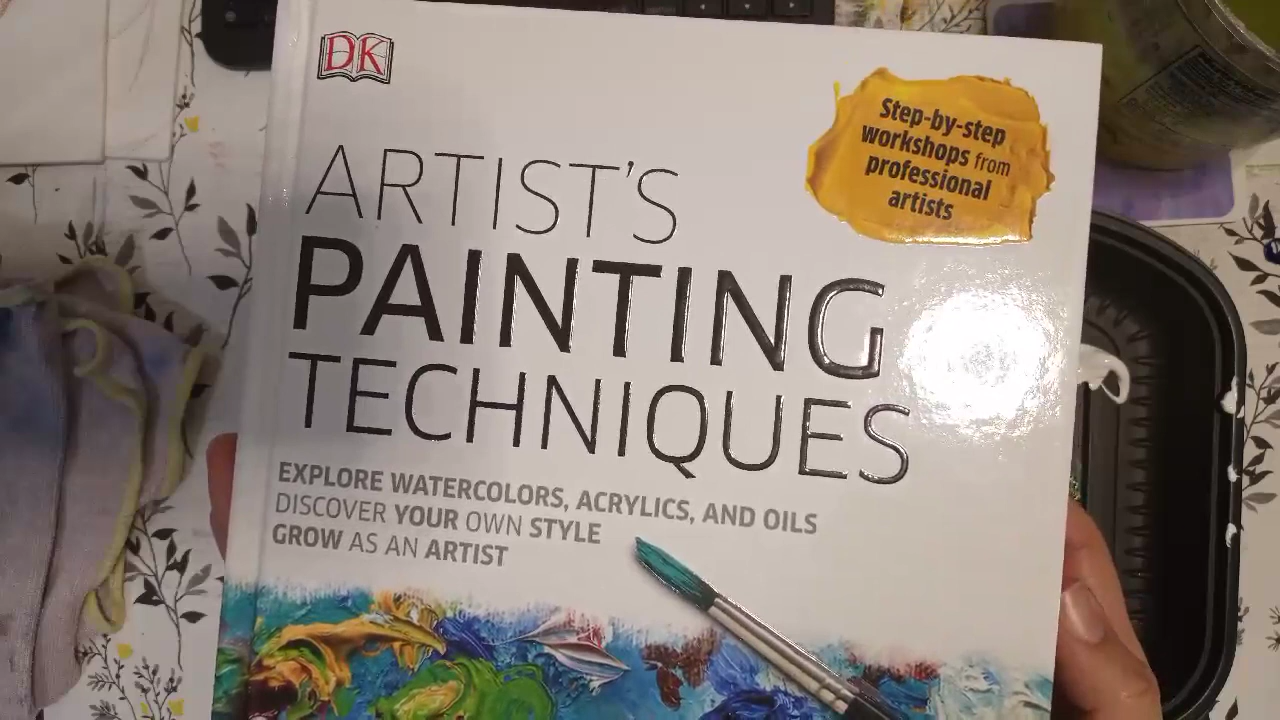 DK
Step-by-step
workshops from
professional
artists
ARTIST'S
PAINTING
TECHNIQUES
EXPLORE WATERCOLORS, ACRYLICS, AND OILS
DISCOVER YOUR OWN STYLE
GROW AS AN ARTIST